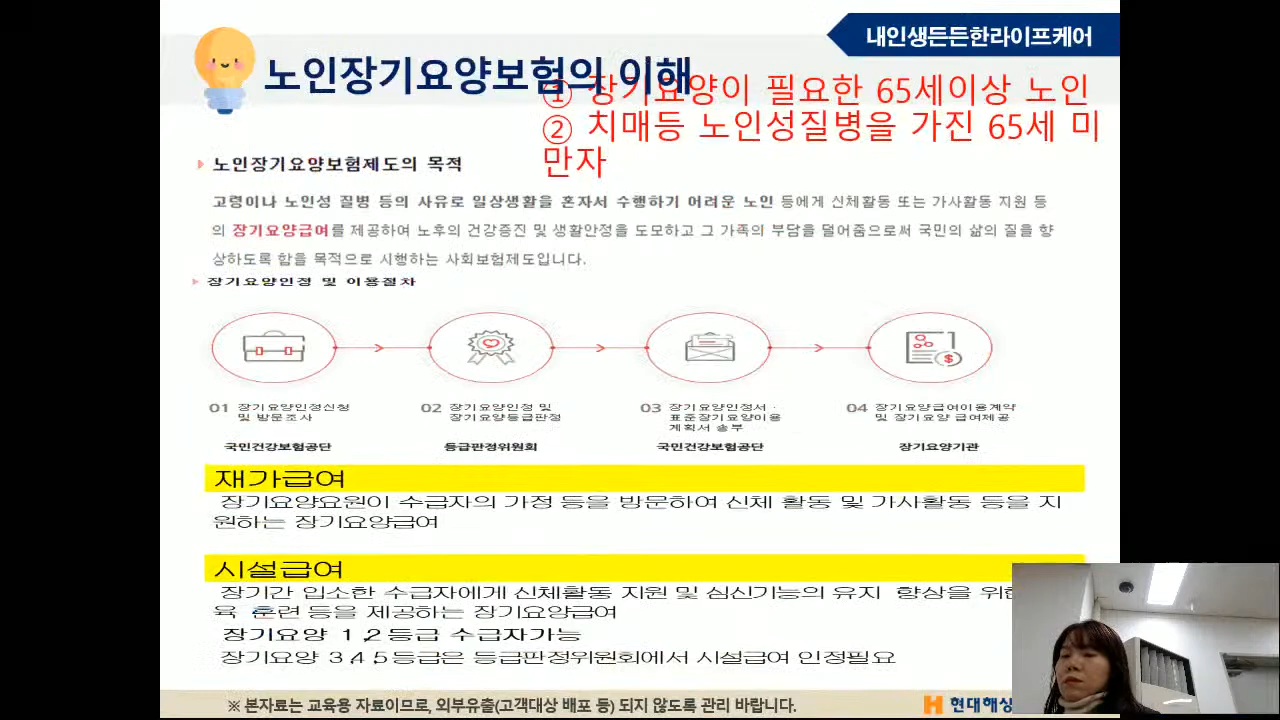 내인생든든한라이프케어
노인장기요양보험의 이해
① 장기요양이 필요한 65세이상 노인
② 치매등 노인성질병을 가진 65세 미
만자
노인장기요양보험제도의 목적
고령이나 노인성 질병 등의 사유로 일상생활을 혼자서 수행하기 어려운 노인 등에게 신체활동 또는 가사활동 지원 등
의 장기요양급여를 제공하여 노후의 건강증진 및 생활안정을 도모하고 그 가족의 부담을 덜어줌으로써 국민의 삶의 질을 향
상하도록 함을 목적으로 시행하는 사회보험제도입니다.
장기요양인정 및 이용절차
01 장기요양인정신청
및 방문조사
국민건강보험공단
02 장기요양인정 및
장기요양등급판정
등급판정위원회
03 장기요양인정서·
표준장기요양이용
계획서 송부
국민건강보험공단
04 장기요양급여이용계약
및 장기요양 급여제공
장기요양기관
재가급여
장기요양요원이 수급자의 가정 등을 방문하여 신체 활동 및 가사활동 등을 지
원하는 장기요양급여
시설급여
장기간 입소한 수급자에게 신체활동 지원 및 심신기능의 유지 향상을 위한
육 훈련 등을 제공하는 장기요양급여
장기요양 1,2등급 수급자가능
장기요양 3,4,5등급은 등급판정위원회에서 시설급여 인정필요
※ 본자료는 교육용 자료이므로, 외부유출(고객대상 배포 등) 되지 않도록 관리 바랍니다.
현대해상